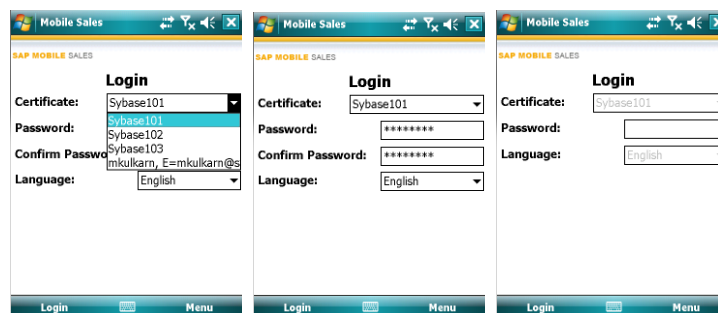 Mobile Sales
SAP MOBILE SALES
Login
Certificate: Sybase101
Sybase101
Password: Sybase102
Sybase103
Confirm Passwo mkulkarn, E=mkulkarn@s
Language: English
Login Menu
Mobile Sales
SAP MOBILE SALES
Login
Certificate: Sybase101
Password: ********
Confirm Password: ********
Language: English
Login Menu
Mobile Sales
SAP MOBILE SALES
Login
Certificate: Sybase101
Password:
Language: English
Login Menu